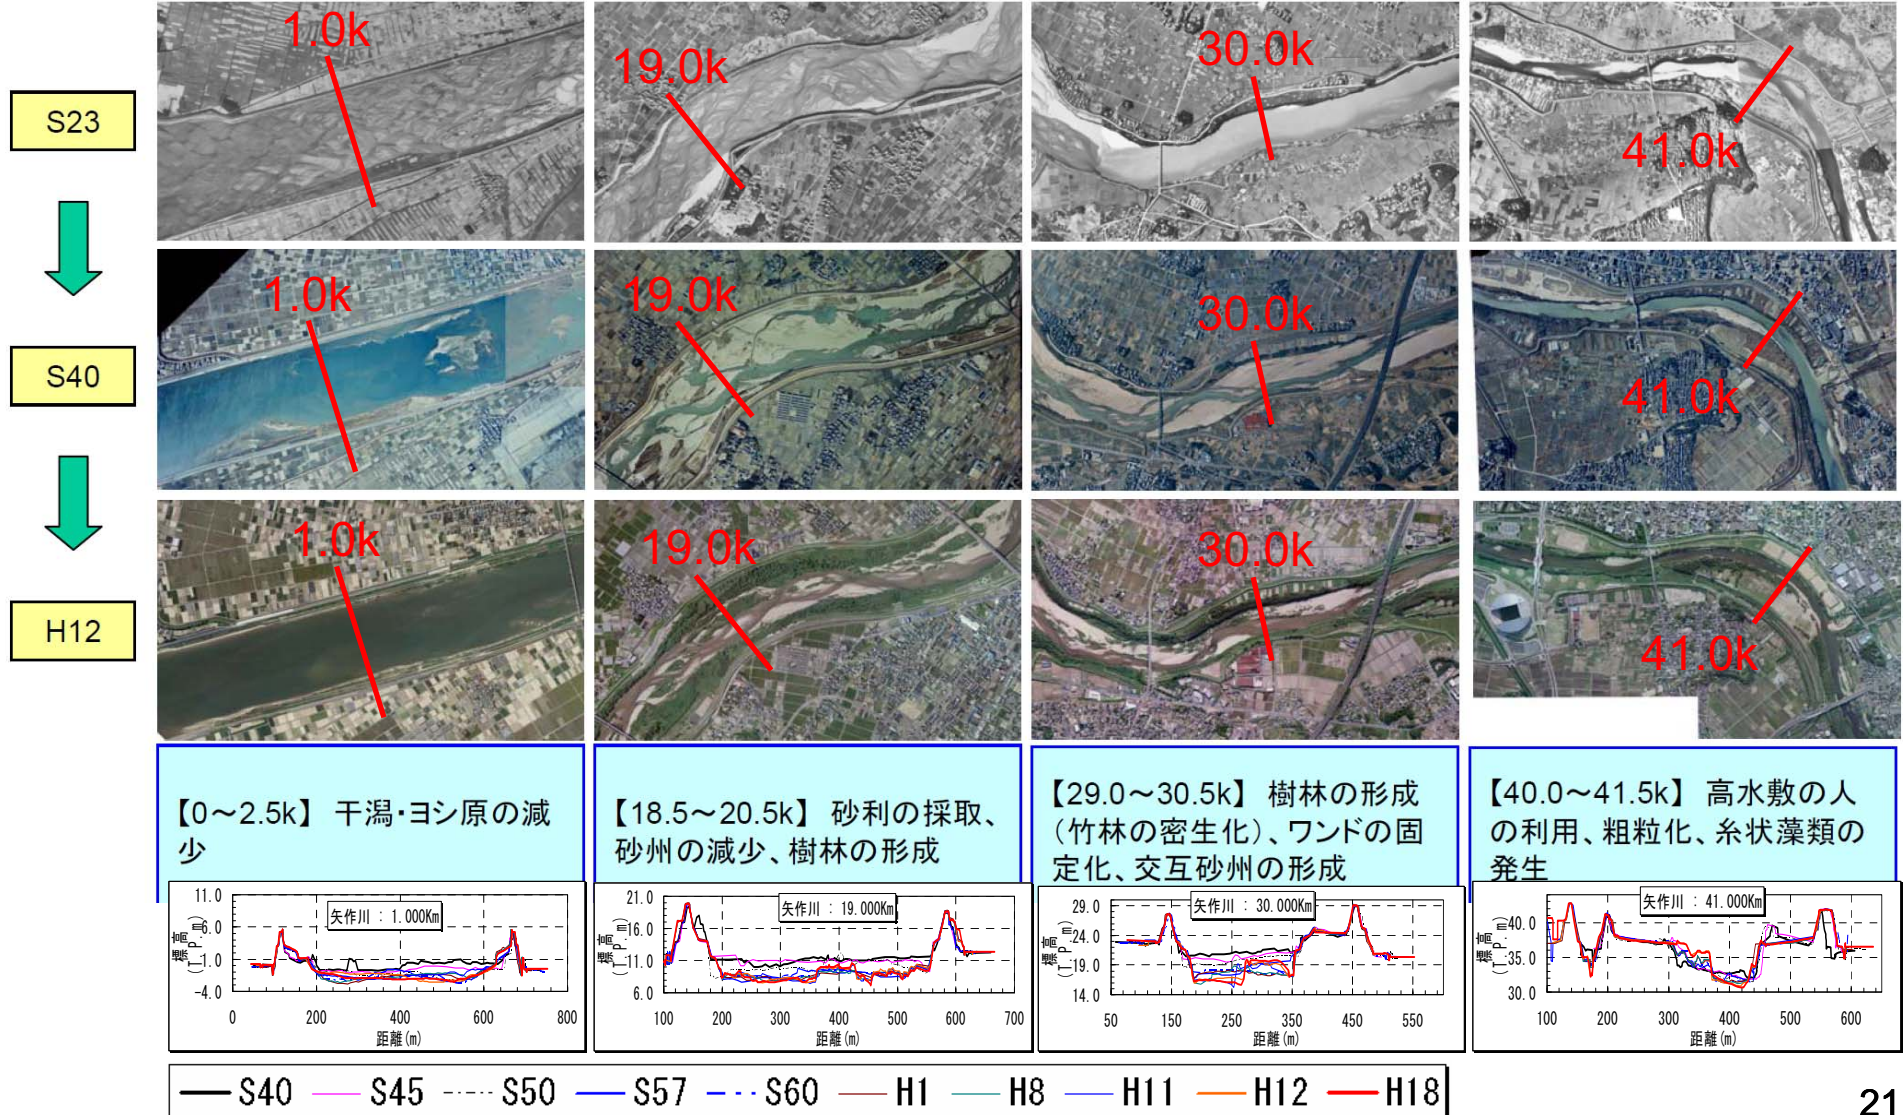 S23
1.0k
19.0k
30.0k
41.0k
S40
1.0k
19.0k
30.0k
41.0k
H12
1.0k
19.0k
30.0k
41.0k
【0～2.5k】 干潟・ヨシ原の減
少
【18.5～20.5k】 砂利の採取、
砂州の減少、樹林の形成
【29.0～30.5k】 樹林の形成
（竹林の密生化）、ワンドの固
定化、交互砂州の形成
【40.0～41.5k】 高水敷の人
の利用、粗粒化、糸状藻類の
発生
矢作川 : 1.000Km
標高(T.P.m)
11.0
6.0
1.0
-4.0
0 200 400 600 800
距離(m)
矢作川 : 19.000Km
標高(T.P.m)
21.0
16.0
11.0
6.0
100 200 300 400 500 600 700
距離(m)
矢作川 : 30.000Km
標高(T.P.m)
29.0
24.0
19.0
14.0
50 150 250 350 450 550
距離(m)
矢作川 : 41.000Km
標高(T.P.m)
40.0
35.0
30.0
100 200 300 400 500 600
距離(m)
S40 S45 S50 S57 S60 H1 H8 H11 H12 H18
21